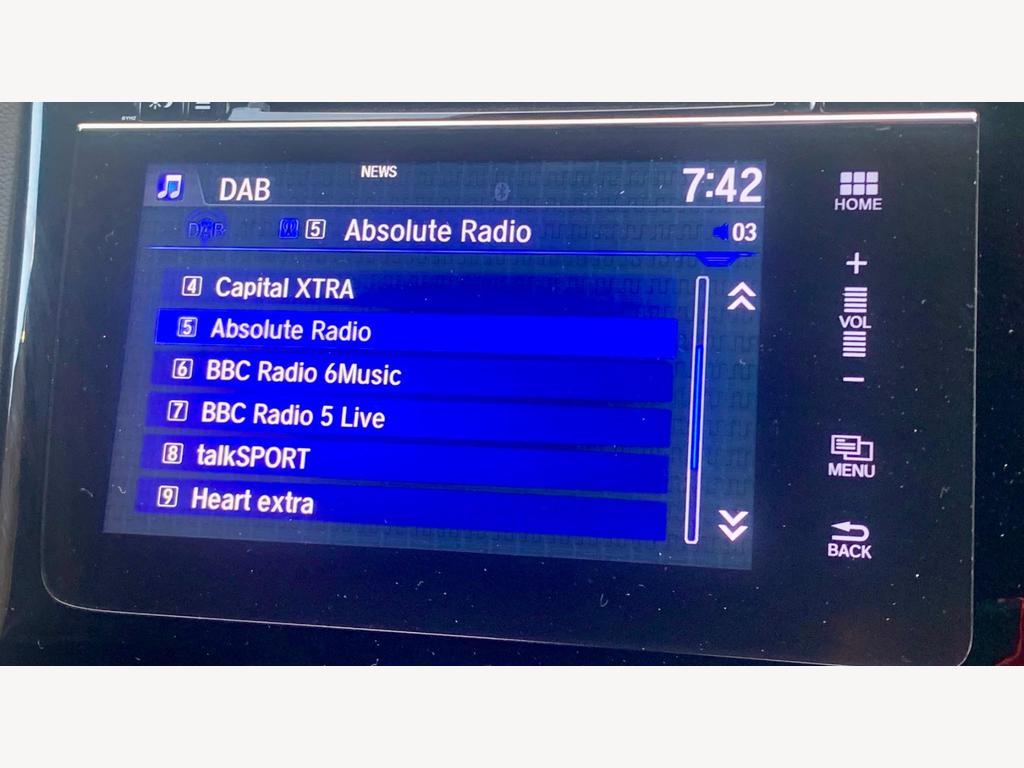 NEWS
DAB 7:42
DAB 5 Absolute Radio 03
4 Capital XTRA
5 Absolute Radio
6 BBC Radio 6Music
7 BBC Radio 5 Live
8 talkSPORT
9 Heart extra
HOME
+
VOL
−
MENU
BACK